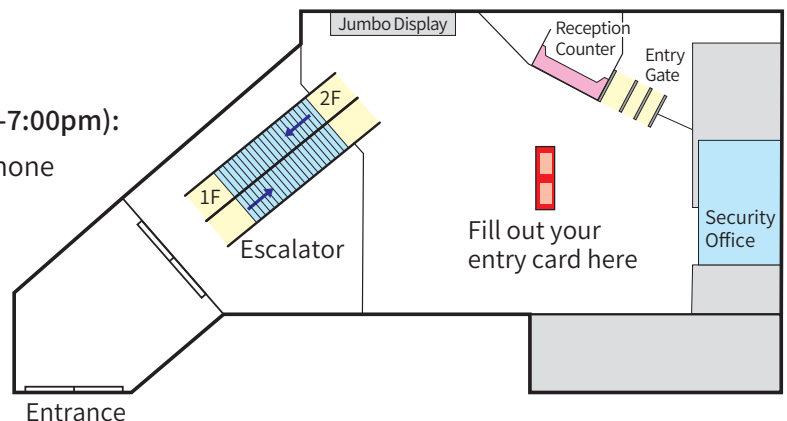 -7:00pm):
hone
Jumbo Display
Reception
Counter
Entry
Gate
2F
1F
Escalator
Fill out your
entry card here
Security
Office
Entrance